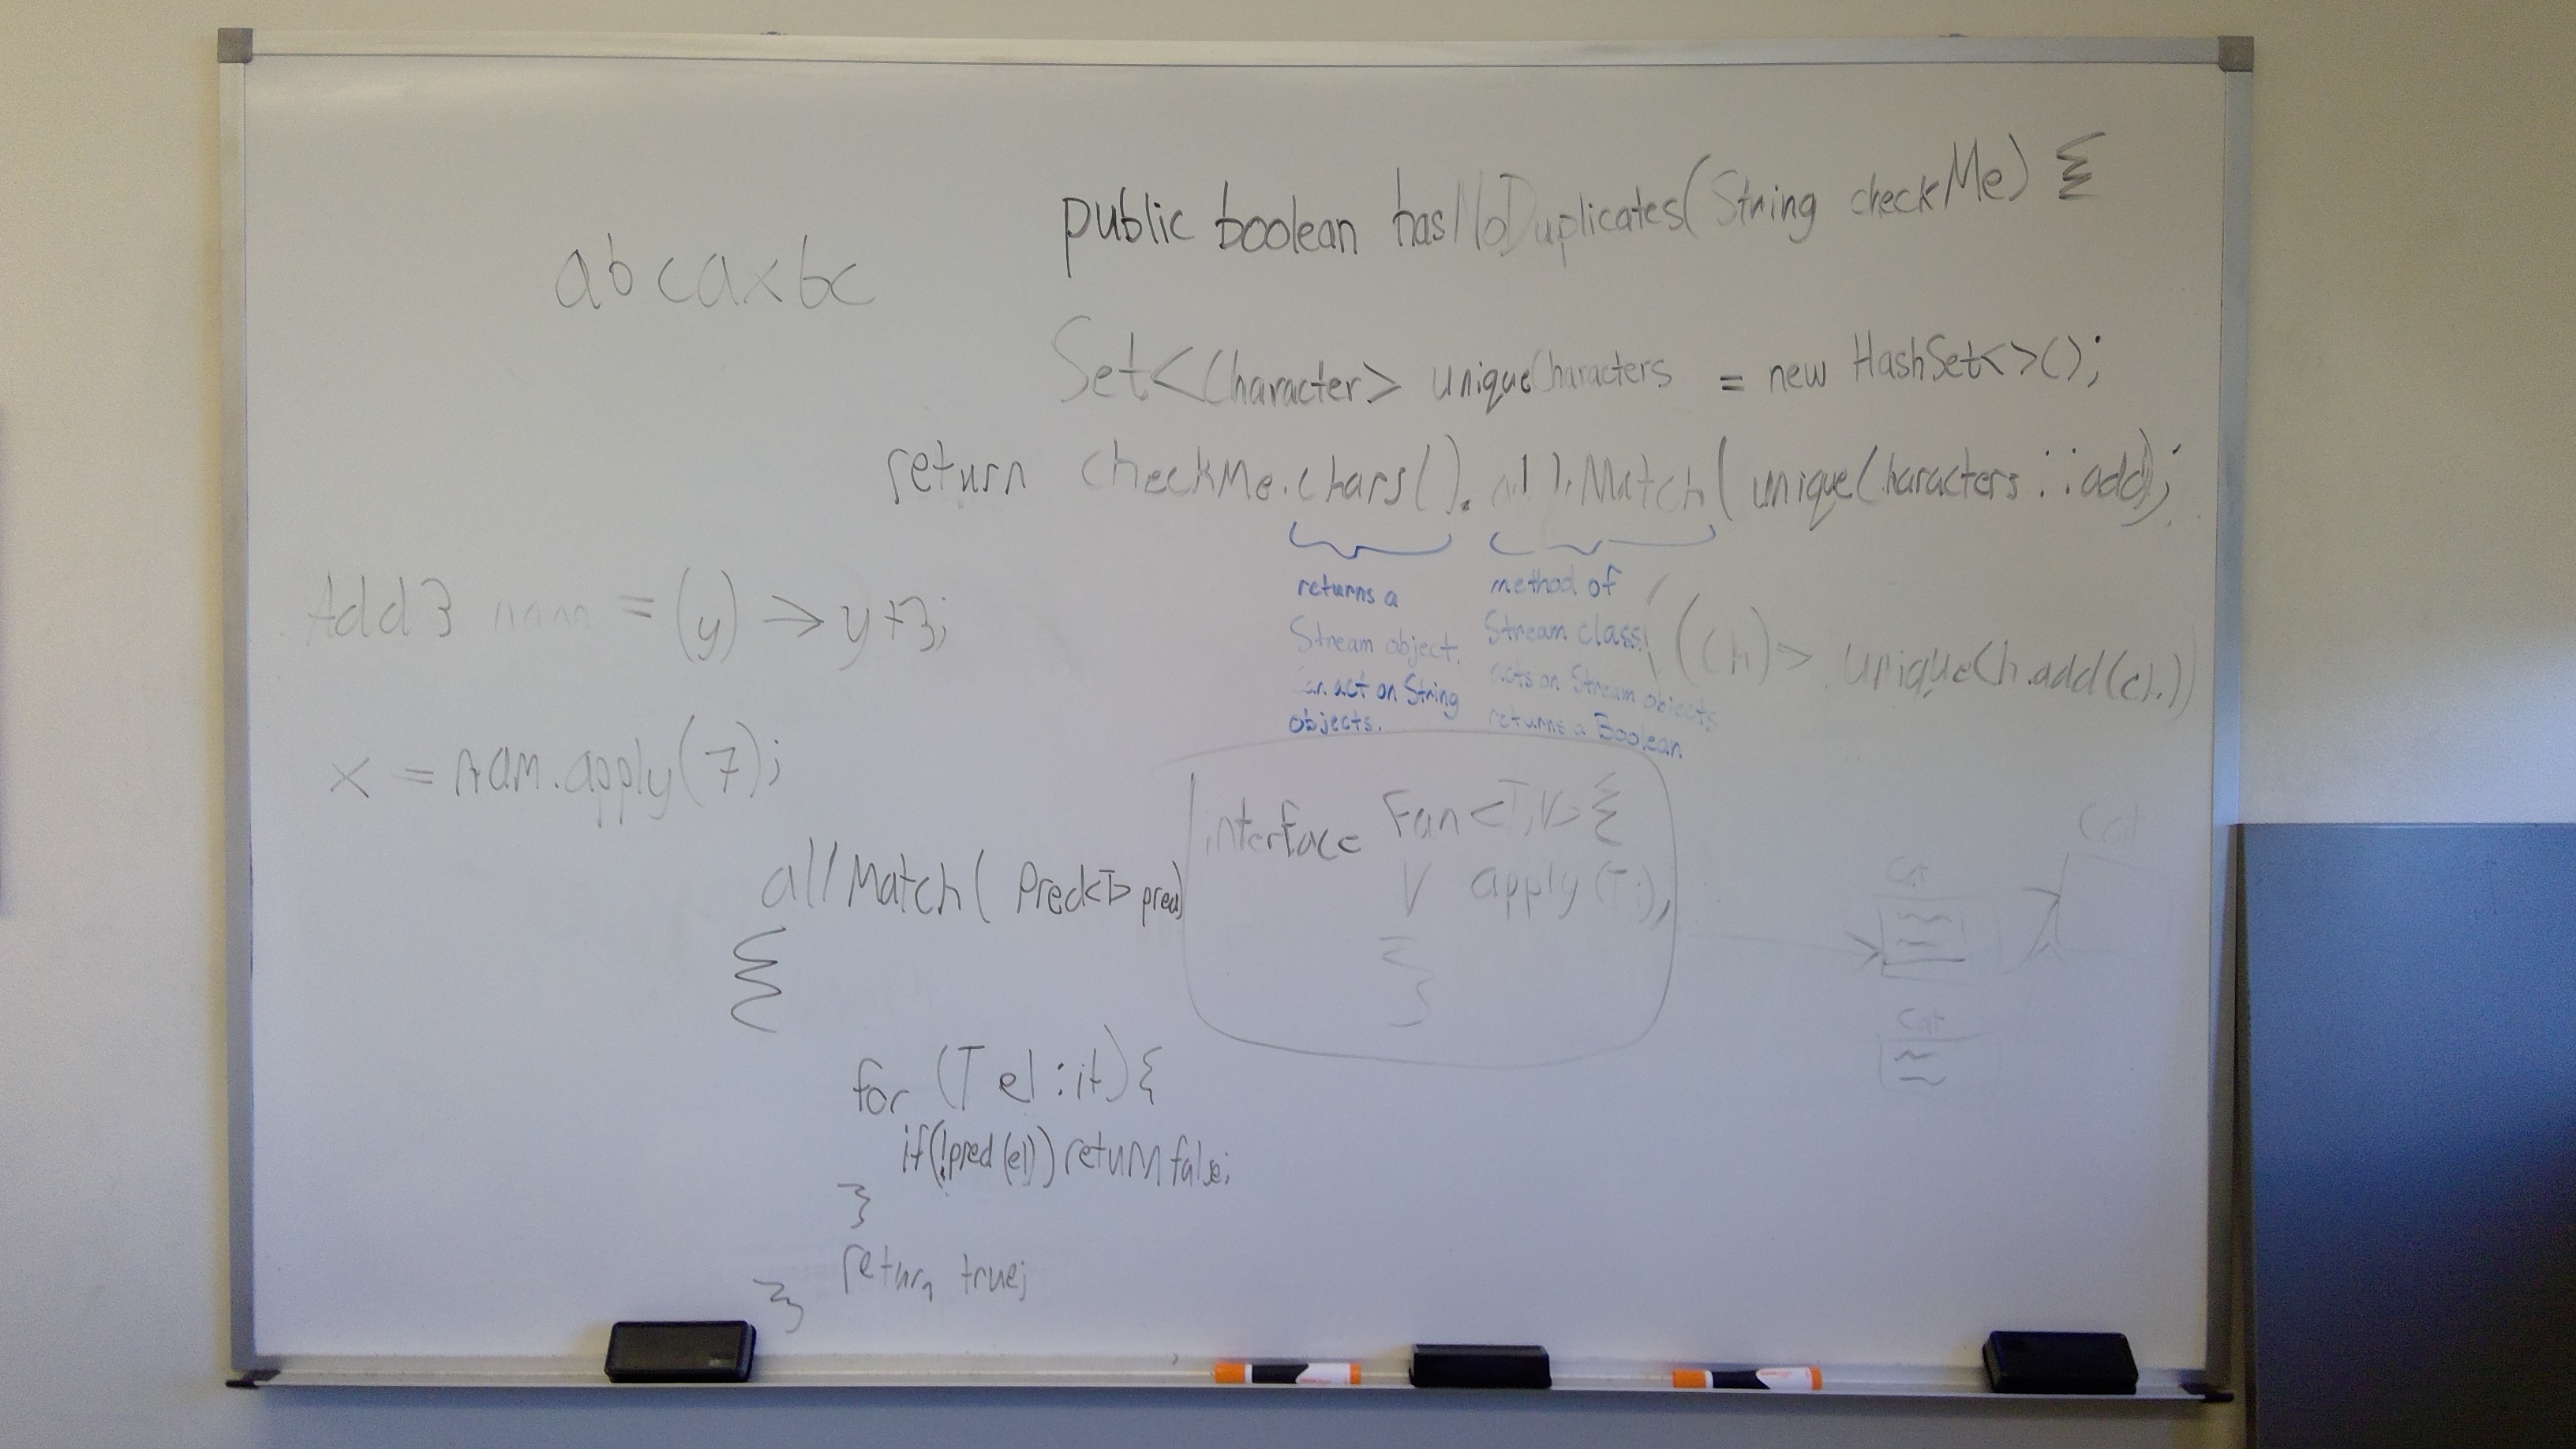 public boolean hasNoDuplicates(String checkMe) {
abcaxbc
Set<Character> uniqueCharacters = new HashSet<>();
return checkMe.chars().allMatch(uniqueCharacters::add);
returns a
Stream object.
can act on String
objects.
method of
Stream class
acts on Stream objects
returns a Boolean
((h)> uniqueCh.add(ch))
Add3 nam = (y) -> y+3;
x = nam.apply(7);
interface Fan<T,V> {
V apply(T i);
}
allMatch( Pred<T> pred)
{
for (T el : it) {
if(!pred(el)) return false;
}
return true;
}
Cat
Cat
Cat